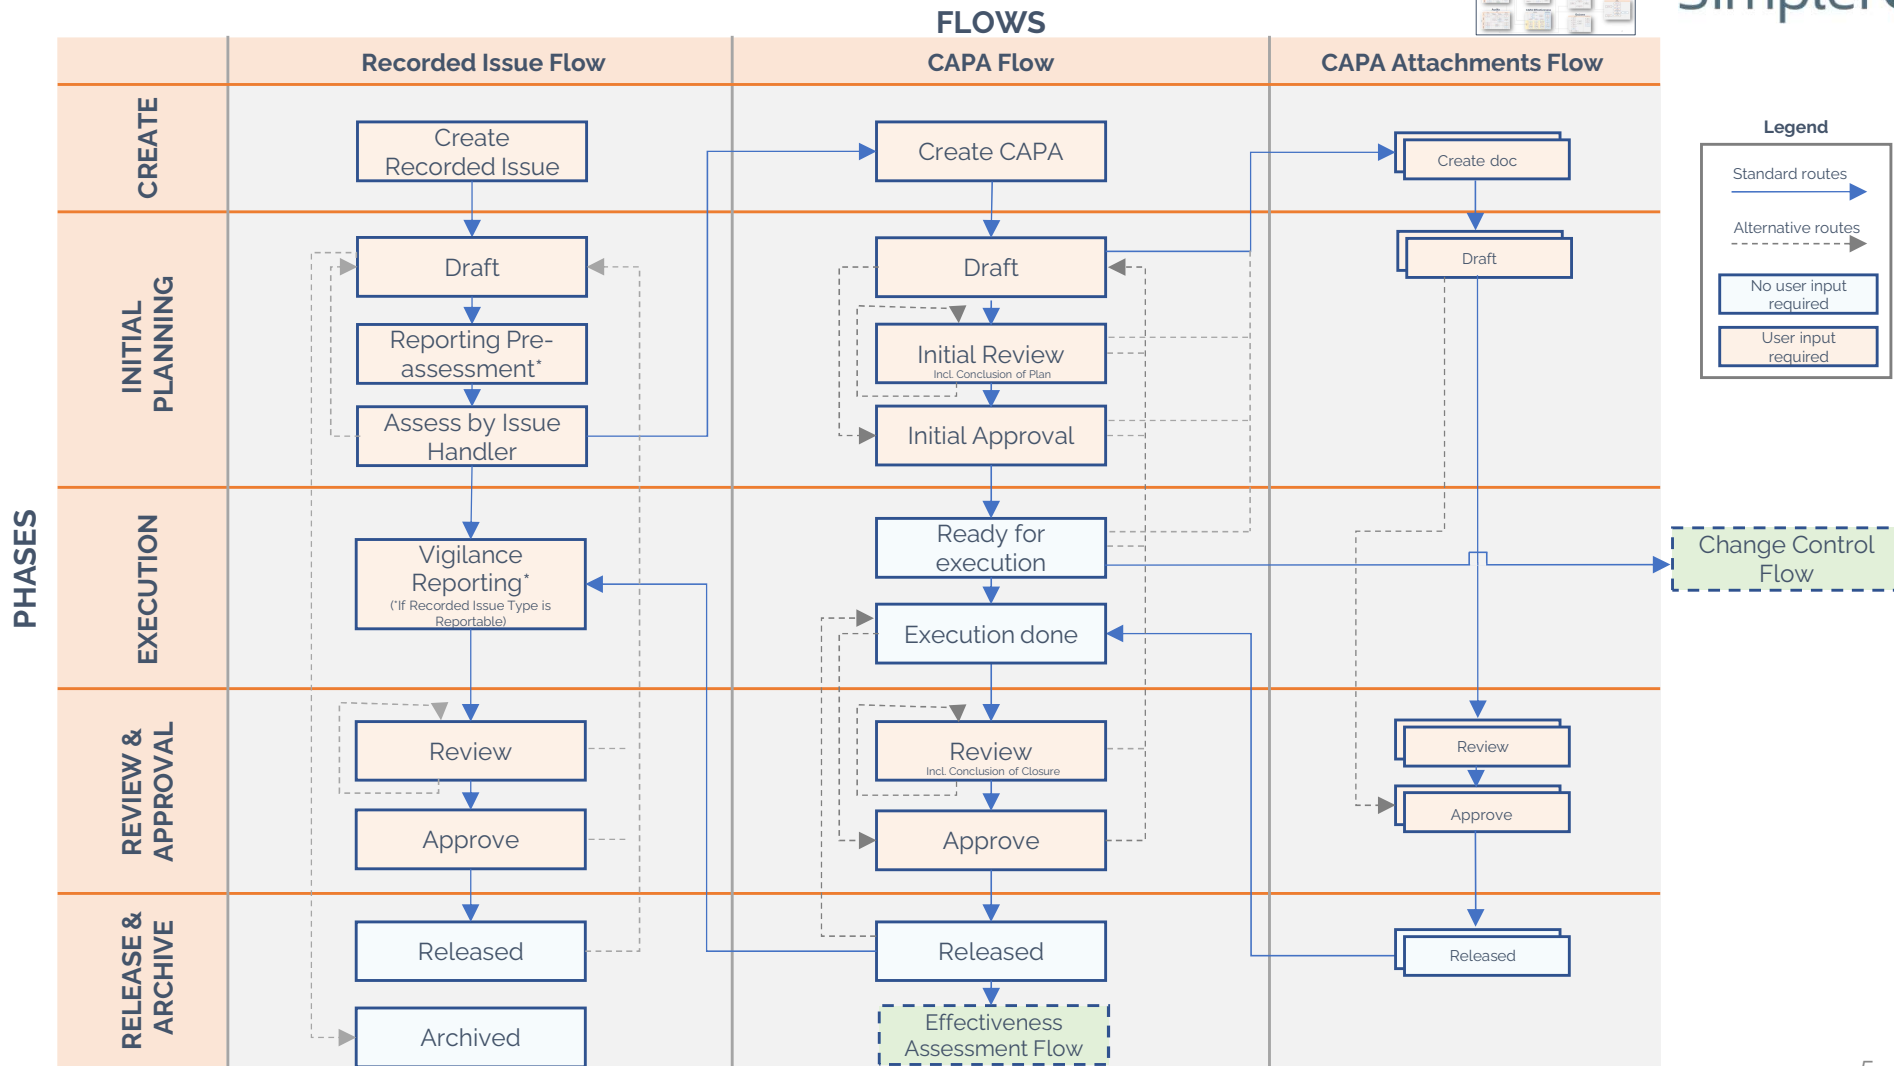 FLOWS
Recorded Issue Flow
CAPA Flow
CAPA Attachments Flow
PHASES
CREATE
Create
Recorded Issue
Create CAPA
Create doc
INITIAL
PLANNING
Draft
Reporting Pre-
assessment*
Assess by Issue
Handler
Draft
Initial Review
Incl. Conclusion of Plan
Initial Approval
Draft
EXECUTION
Vigilance
Reporting*
(*If Recorded Issue Type is
Reportable)
Ready for
execution
Execution done
Change Control
Flow
REVIEW &
APPROVAL
Review
Approve
Review
Incl. Conclusion of Closure
Approve
Review
Approve
RELEASE &
ARCHIVE
Released
Archived
Released
Effectiveness
Assessment Flow
Released
Legend
Standard routes
Alternative routes
No user input
required
User input
required